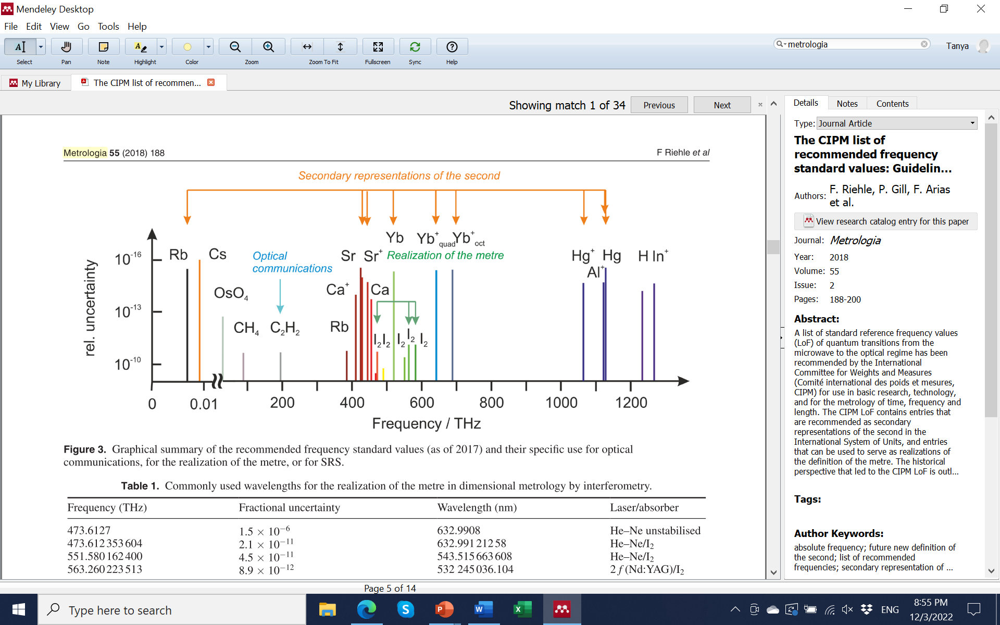 Mendeley Desktop
File Edit View Go Tools Help
metrologia
Tanya
Select Pan Note Highlight Color Zoom Zoom To Fit Fullscreen Sync Help
My Library
The CIPM list of recommen...
Showing match 1 of 34 Previous Next
Metrologia 55 (2018) 188
F Riehle et al
Secondary representations of the second
Yb Yb⁺quad Yb⁺oct
Rb Cs Optical communications Sr Sr⁺ Realization of the metre Hg⁺ Hg H In⁺
Al⁺
OsO₄ Ca⁺ Ca
CH₄ C₂H₂ Rb
I₂ I₂ I₂ I₂ I₂
rel. uncertainty
10⁻¹⁶
10⁻¹³
10⁻¹⁰
0 0.01 200 400 600 800 1000 1200
Frequency / THz
Figure 3. Graphical summary of the recommended frequency standard values (as of 2017) and their specific use for optical
communications, for the realization of the metre, or for SRS.
Table 1. Commonly used wavelengths for the realization of the metre in dimensional metrology by interferometry.
Frequency (THz) Fractional uncertainty Wavelength (nm) Laser/absorber
473.6127 1.5 × 10⁻⁶ 632.9908 He–Ne unstabilised
473.612 353 604 2.1 × 10⁻¹¹ 632.991 212 58 He–Ne/I₂
551.580 162 400 4.5 × 10⁻¹¹ 543.515 663 608 He–Ne/I₂
563.260 223 513 8.9 × 10⁻¹² 532 245 036.104 2 f (Nd:YAG)/I₂
Page 5 of 14
Details Notes Contents
Type: Journal Article
The CIPM list of
recommended frequency
standard values: Guidelin...
Authors: F. Riehle, P. Gill, F. Arias
et al.
View research catalog entry for this paper
Journal: Metrologia
Year: 2018
Volume: 55
Issue: 2
Pages: 188-200
Abstract:
A list of standard reference frequency values
(LoF) of quantum transitions from the
microwave to the optical regime has been
recommended by the International
Committee for Weights and Measures
(Comité international des poids et mesures,
CIPM) for use in basic research, technology,
and for the metrology of time, frequency and
length. The CIPM LoF contains entries that
are recommended as secondary
representations of the second in the
International System of Units, and entries
that can be used to serve as realizations of
the definition of the metre. The historical
perspective that led to the CIPM LoF is outl...
Tags:
Author Keywords:
absolute frequency; future new definition of
the second; list of recommended
frequencies; secondary representation of ...
Type here to search
ENG
8:55 PM
12/3/2022